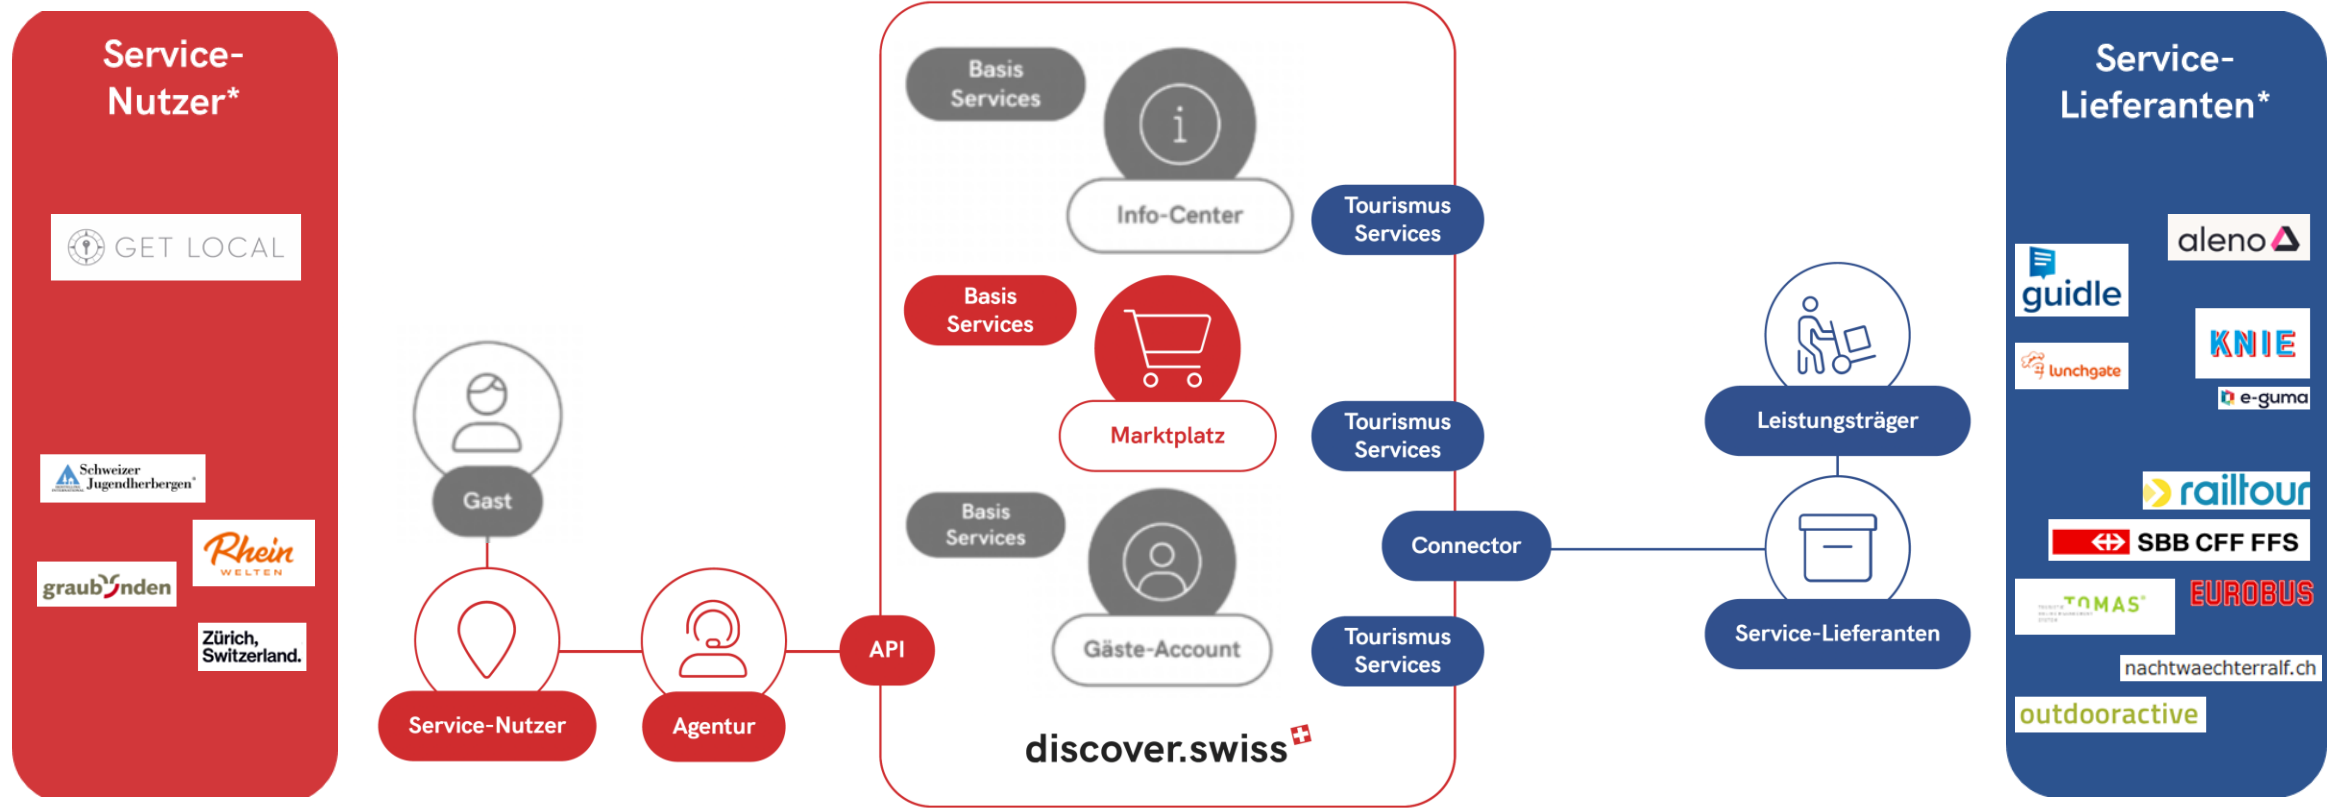 Service-
Nutzer*
GET LOCAL
Schweizer
Jugendherbergen*
Rhein
WELTEN
graubünden
Zürich,
Switzerland.
Gast
Service-Nutzer
Agentur
API
Basis
Services
Info-Center
Tourismus
Services
Basis
Services
Marktplatz
Tourismus
Services
Basis
Services
Gäste-Account
Connector
Tourismus
Services
discover.swiss
Leistungsträger
Service-Lieferanten
Service-
Lieferanten*
aleno
guidle
KNIE
lunchgate
e-guma
railtour
SBB CFF FFS
TOMAS
EUROBUS
nachtwaechterralf.ch
outdooractive